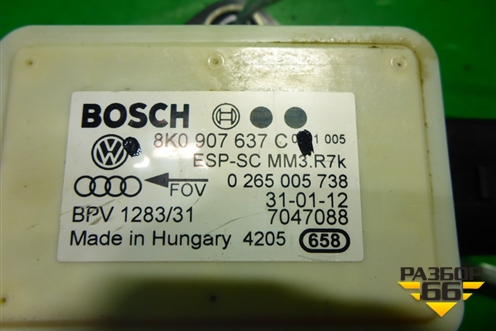 BOSCH
8K0 907 637 C 005
ESP-SC MM3.R7k
FOV 0 265 005 738
31-01-12
BPV 1283/31 7047088
Made in Hungary 4205 658
РАЗБОР
66